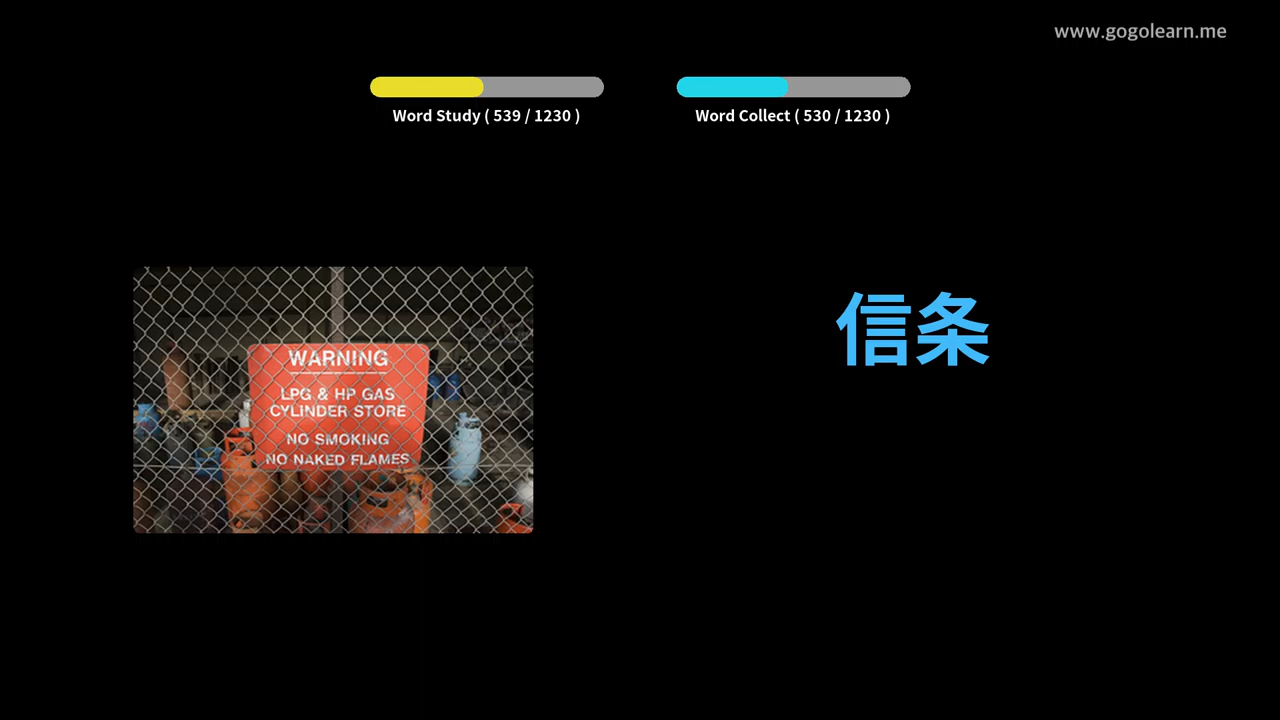 www.gogolearn.me
Word Study ( 539 / 1230 )
Word Collect ( 530 / 1230 )
信条
WARNING
LPG & HP GAS
CYLINDER STORE
NO SMOKING
NO NAKED FLAMES